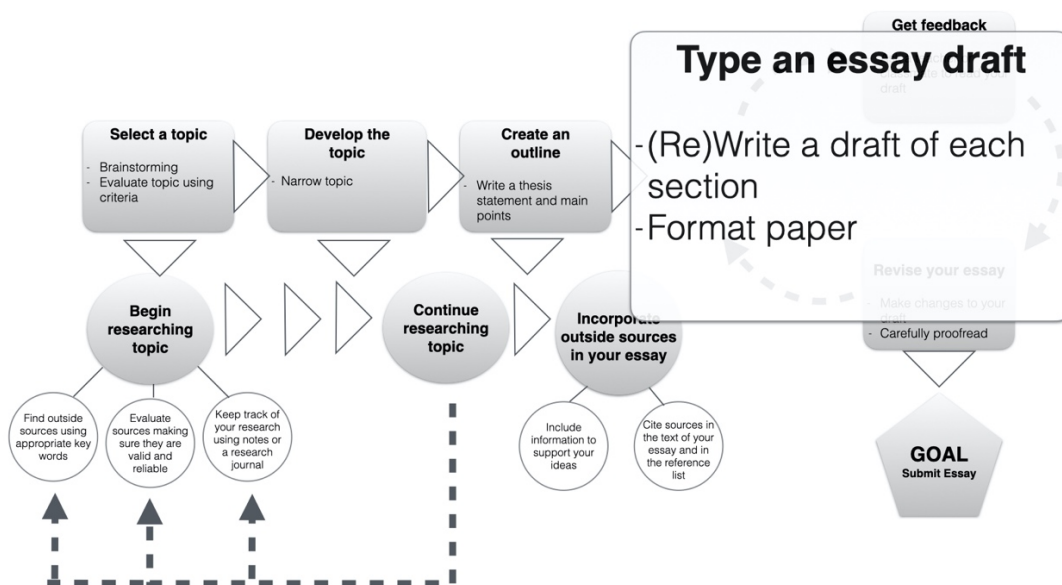 Get feedback
Type an essay draft
draft
-(Re)Write a draft of each
section
-Format paper
Select a topic
- Brainstorming
- Evaluate topic using
criteria
Develop the
topic
- Narrow topic
Create an
outline
- Write a thesis
statement and main
points
Revise your essay
- Make changes to your
draft
- Carefully proofread
Begin
researching
topic
Continue
researching
topic
Incorporate
outside sources
in your essay
Find outside
sources using
appropriate key
words
Evaluate
sources making
sure they are
valid and
reliable
Keep track of
your research
using notes or
a research
journal
Include
information to
support your
ideas
Cite sources in
the text of your
essay and in
the reference
list
GOAL
Submit Essay